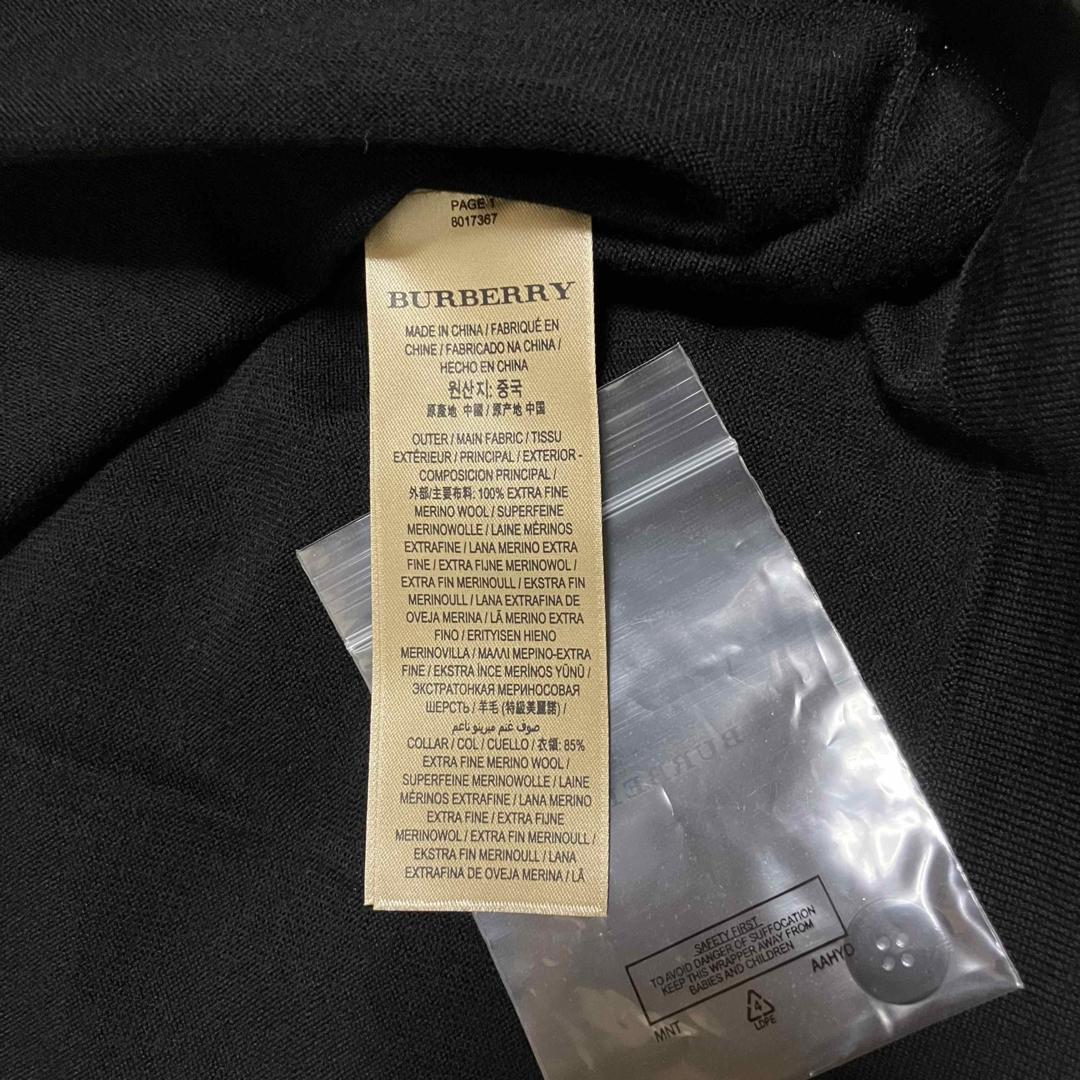 PAGE 1
8017367
BURBERRY
MADE IN CHINA / FABRIQUÉ EN
CHINE / FABRICADO NA CHINA /
HECHO EN CHINA
원산지: 중국
原產地 中國 / 原产地 中国
OUTER / MAIN FABRIC / TISSU
EXTÉRIEUR / PRINCIPAL / EXTERIOR -
COMPOSICION PRINCIPAL /
外部/主要布料: 100% EXTRA FINE
MERINO WOOL / SUPERFEINE
MERINOWOLLE / LAINE MÉRINOS
EXTRAFINE / LANA MERINO EXTRA
FINE / EXTRA FIJNE MERINOWOL /
EXTRA FIN MERINOULL / EKSTRA FIN
MERINOULL / LANA EXTRAFINA DE
OVEJA MERINA / LÃ MERINO EXTRA
FINO / ERITYISEN HIENO
MERINOVILLA / ΜΑΛΛΙ ΜΕΡΙΝΟ-EXTRA
FINE / EKSTRA İNCE MERİNOS YÜNÜ /
ЭКСТРАТОНКАЯ МЕРИНОСОВАЯ
ШЕРСТЬ / 羊毛 (特級美麗諾) /
صوف غنم ميرينو ناعم
COLLAR / COL / CUELLO / 衣領: 85%
EXTRA FINE MERINO WOOL /
SUPERFEINE MERINOWOLLE / LAINE
MÉRINOS EXTRAFINE / LANA MERINO
EXTRA FINE / EXTRA FIJNE
MERINOWOL / EXTRA FIN MERINOULL /
EKSTRA FIN MERINOULL / LANA
EXTRAFINA DE OVEJA MERINA / LÃ
SAFETY FIRST
TO AVOID DANGER OF SUFFOCATION
KEEP THIS WRAPPER AWAY FROM
BABIES AND CHILDREN
MNT
4
LDPE